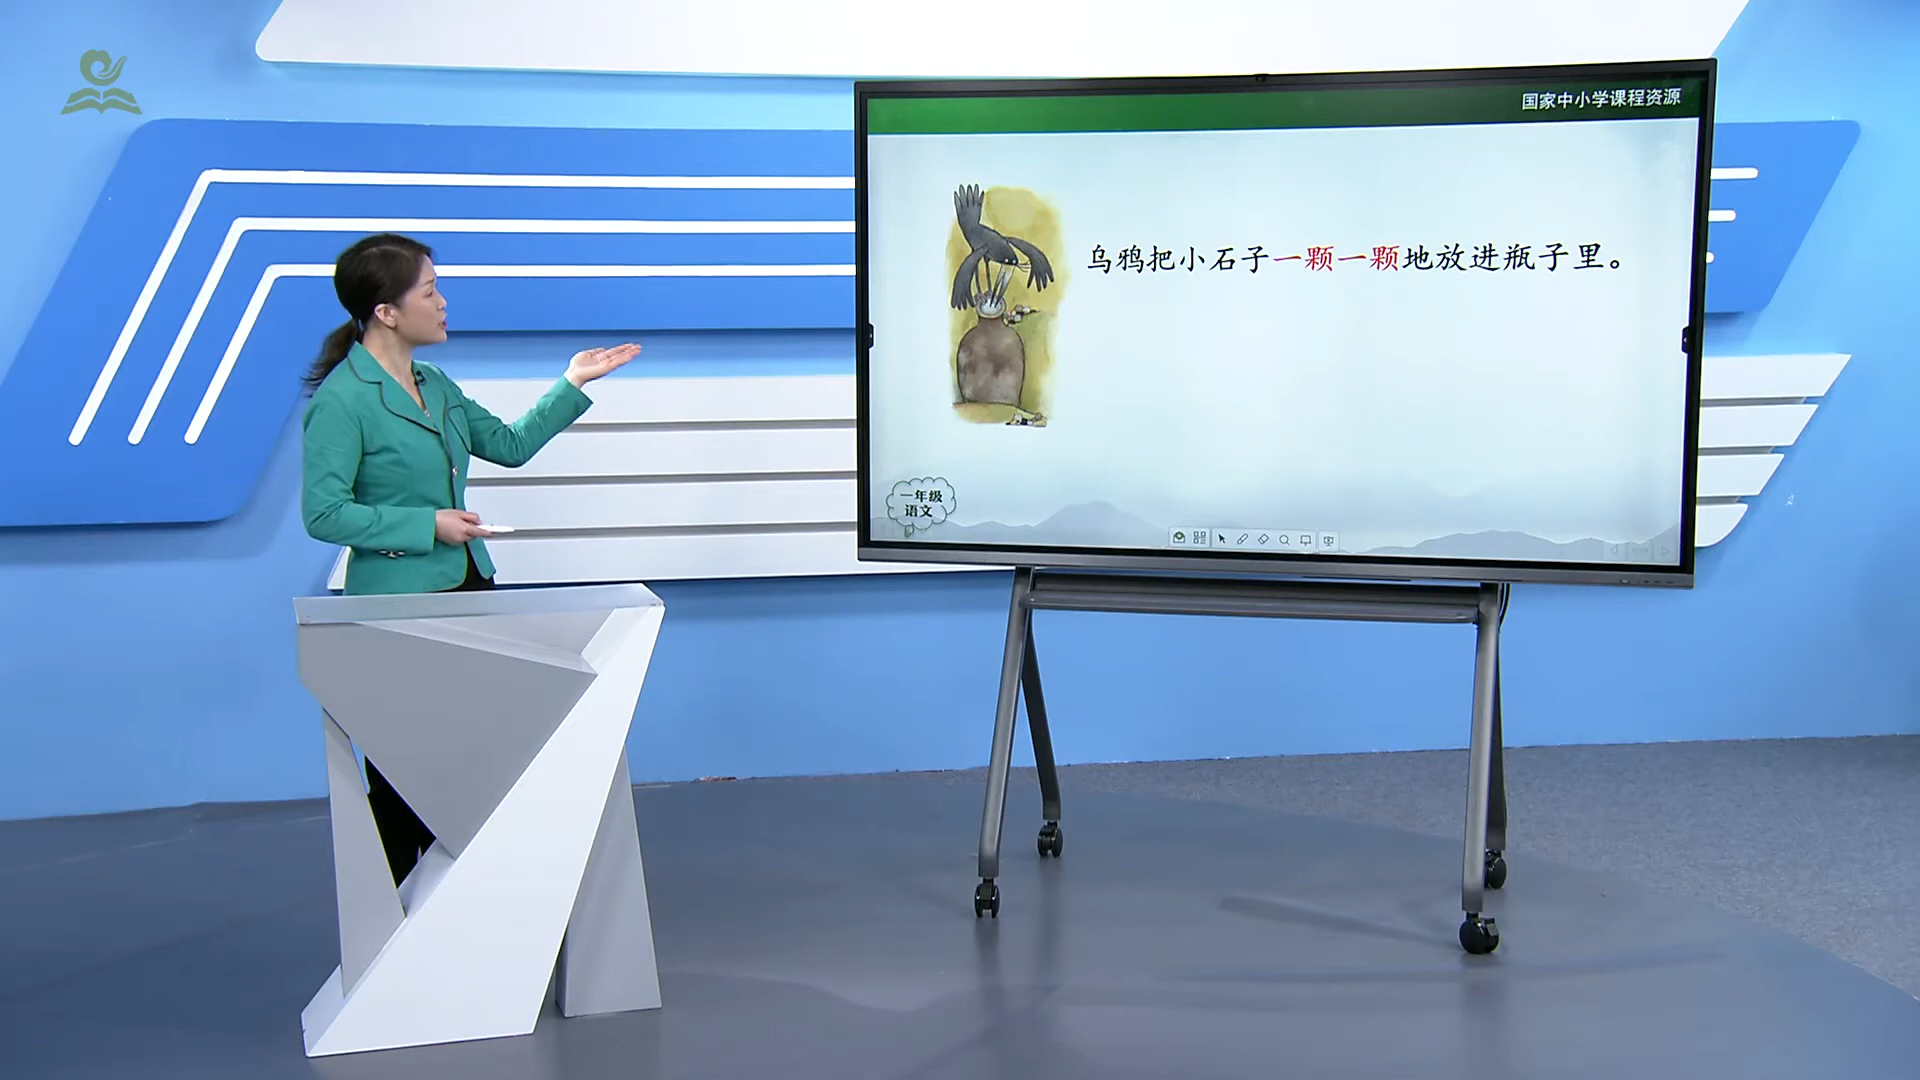 国家中小学课程资源
乌鸦把小石子一颗一颗地放进瓶子里。
一年级
语文